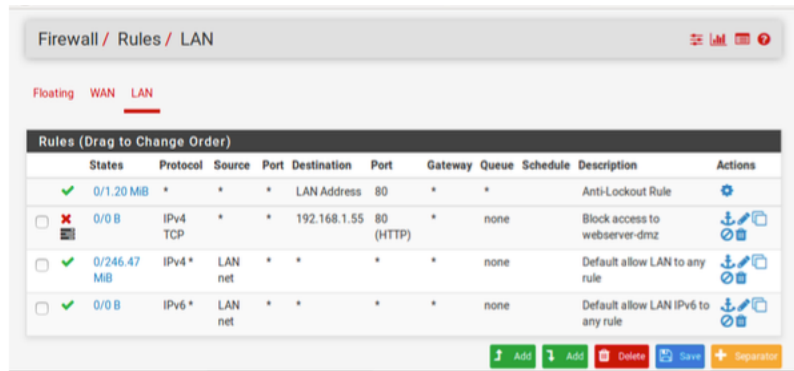 Firewall / Rules / LAN
Floating WAN LAN
Rules (Drag to Change Order)
States Protocol Source Port Destination Port Gateway Queue Schedule Description Actions
0/1.20 MiB * * * LAN Address 80 * * Anti-Lockout Rule
0/0 B IPv4 * * 192.168.1.55 80 * none Block access to
TCP (HTTP) webserver-dmz
0/246.47 IPv4 * LAN * * * * none Default allow LAN to any
MiB net rule
0/0 B IPv6 * LAN * * * * none Default allow LAN IPv6 to
net any rule
Add Add Delete Save Separator